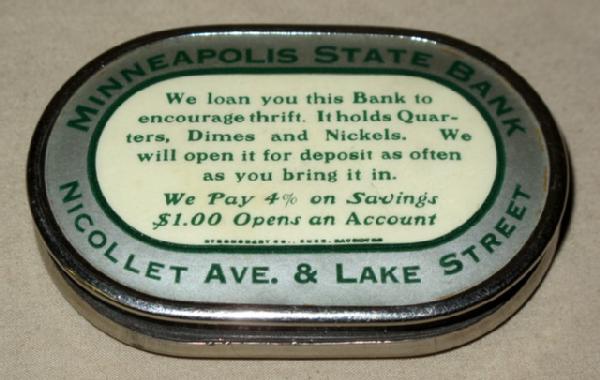 MINNEAPOLIS STATE BANK
We loan you this Bank to
encourage thrift. It holds Quar-
ters, Dimes and Nickels. We
will open it for deposit as often
as you bring it in.
We Pay 4% on Savings
$1.00 Opens an Account
NICOLLET AVE. & LAKE STREET